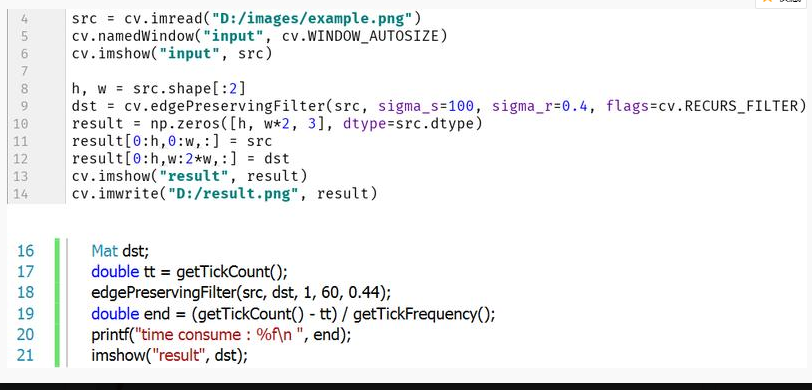 4 src = cv.imread("D:/images/example.png")
5 cv.namedWindow("input", cv.WINDOW_AUTOSIZE)
6 cv.imshow("input", src)
7
8 h, w = src.shape[:2]
9 dst = cv.edgePreservingFilter(src, sigma_s=100, sigma_r=0.4, flags=cv.RECURS_FILTER)
10 result = np.zeros([h, w*2, 3], dtype=src.dtype)
11 result[0:h,0:w,:] = src
12 result[0:h,w:2*w,:] = dst
13 cv.imshow("result", result)
14 cv.imwrite("D:/result.png", result)
16 Mat dst;
17 double tt = getTickCount();
18 edgePreservingFilter(src, dst, 1, 60, 0.44);
19 double end = (getTickCount() - tt) / getTickFrequency();
20 printf("time consume : %f\n ", end);
21 imshow("result", dst);